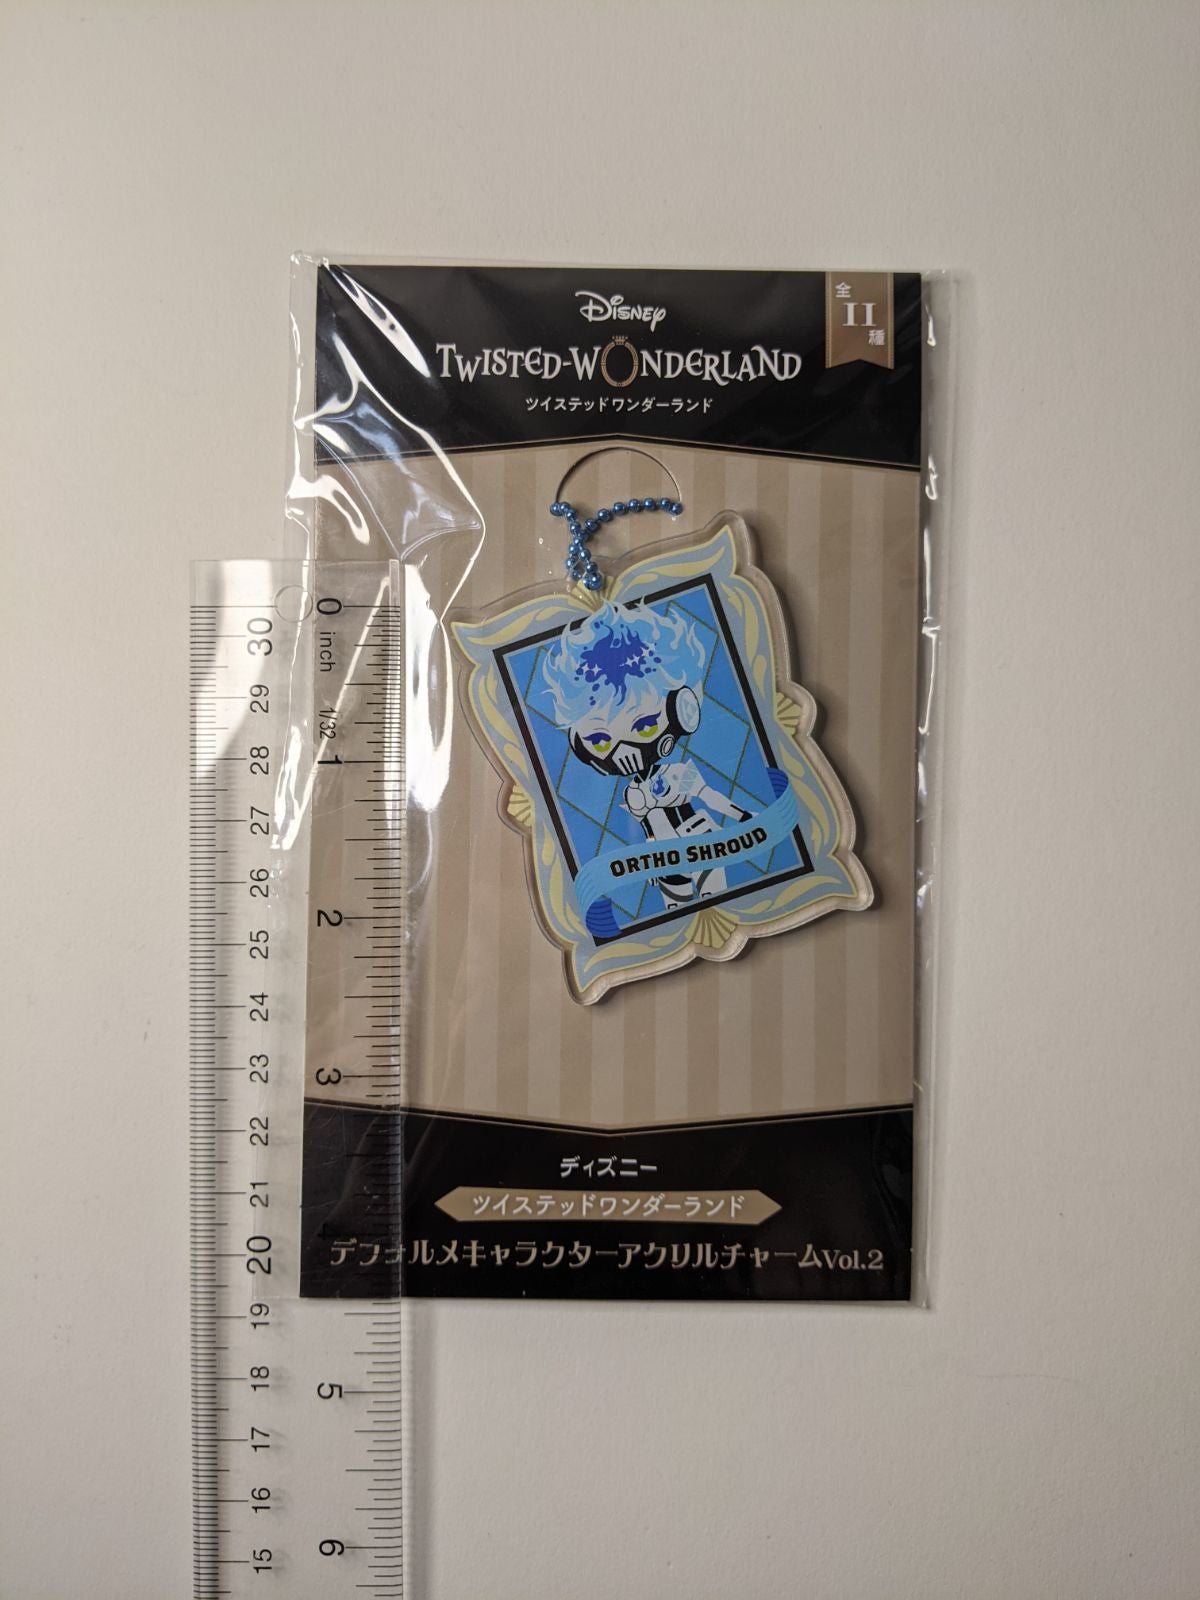 Disney
TWISTED-WONDERLAND
ツイステッドワンダーランド
全
11
種
0
inch
1/32
1
2
3
4
5
6
30
29
28
27
26
25
24
23
22
21
20
19
18
17
16
15
ORTHO SHROUD
ディズニー
ツイステッドワンダーランド
デフォルメキャラクターアクリルチャームVol.2